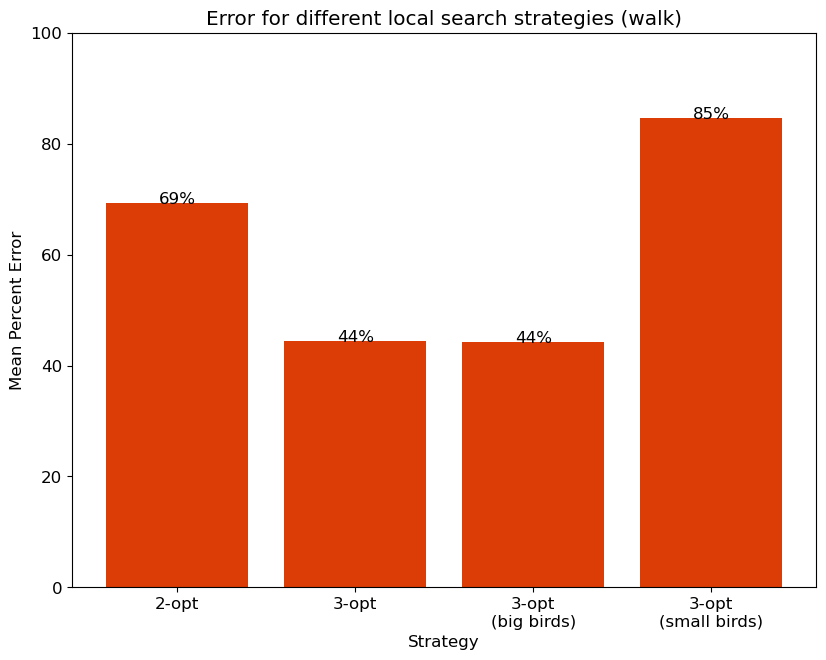 Error for different local search strategies (walk)
100
80
60
40
20
0
Mean Percent Error
69%
44%
44%
85%
2-opt
3-opt
3-opt
(big birds)
3-opt
(small birds)
Strategy